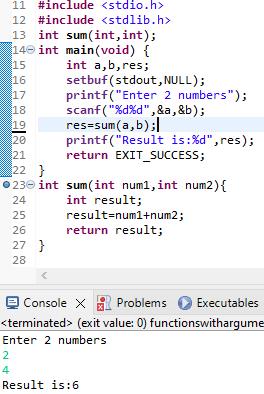 11 #include <stdio.h>
12 #include <stdlib.h>
13 int sum(int,int);
14 int main(void) {
15 int a,b,res;
16 setbuf(stdout,NULL);
17 printf("Enter 2 numbers");
18 scanf("%d%d",&a,&b);
19 res=sum(a,b);
20 printf("Result is:%d",res);
21 return EXIT_SUCCESS;
22 }
23 int sum(int num1,int num2){
24 int result;
25 result=num1+num2;
26 return result;
27 }
28
Console Problems Executables
<terminated> (exit value: 0) functionswithargume
Enter 2 numbers
2
4
Result is:6